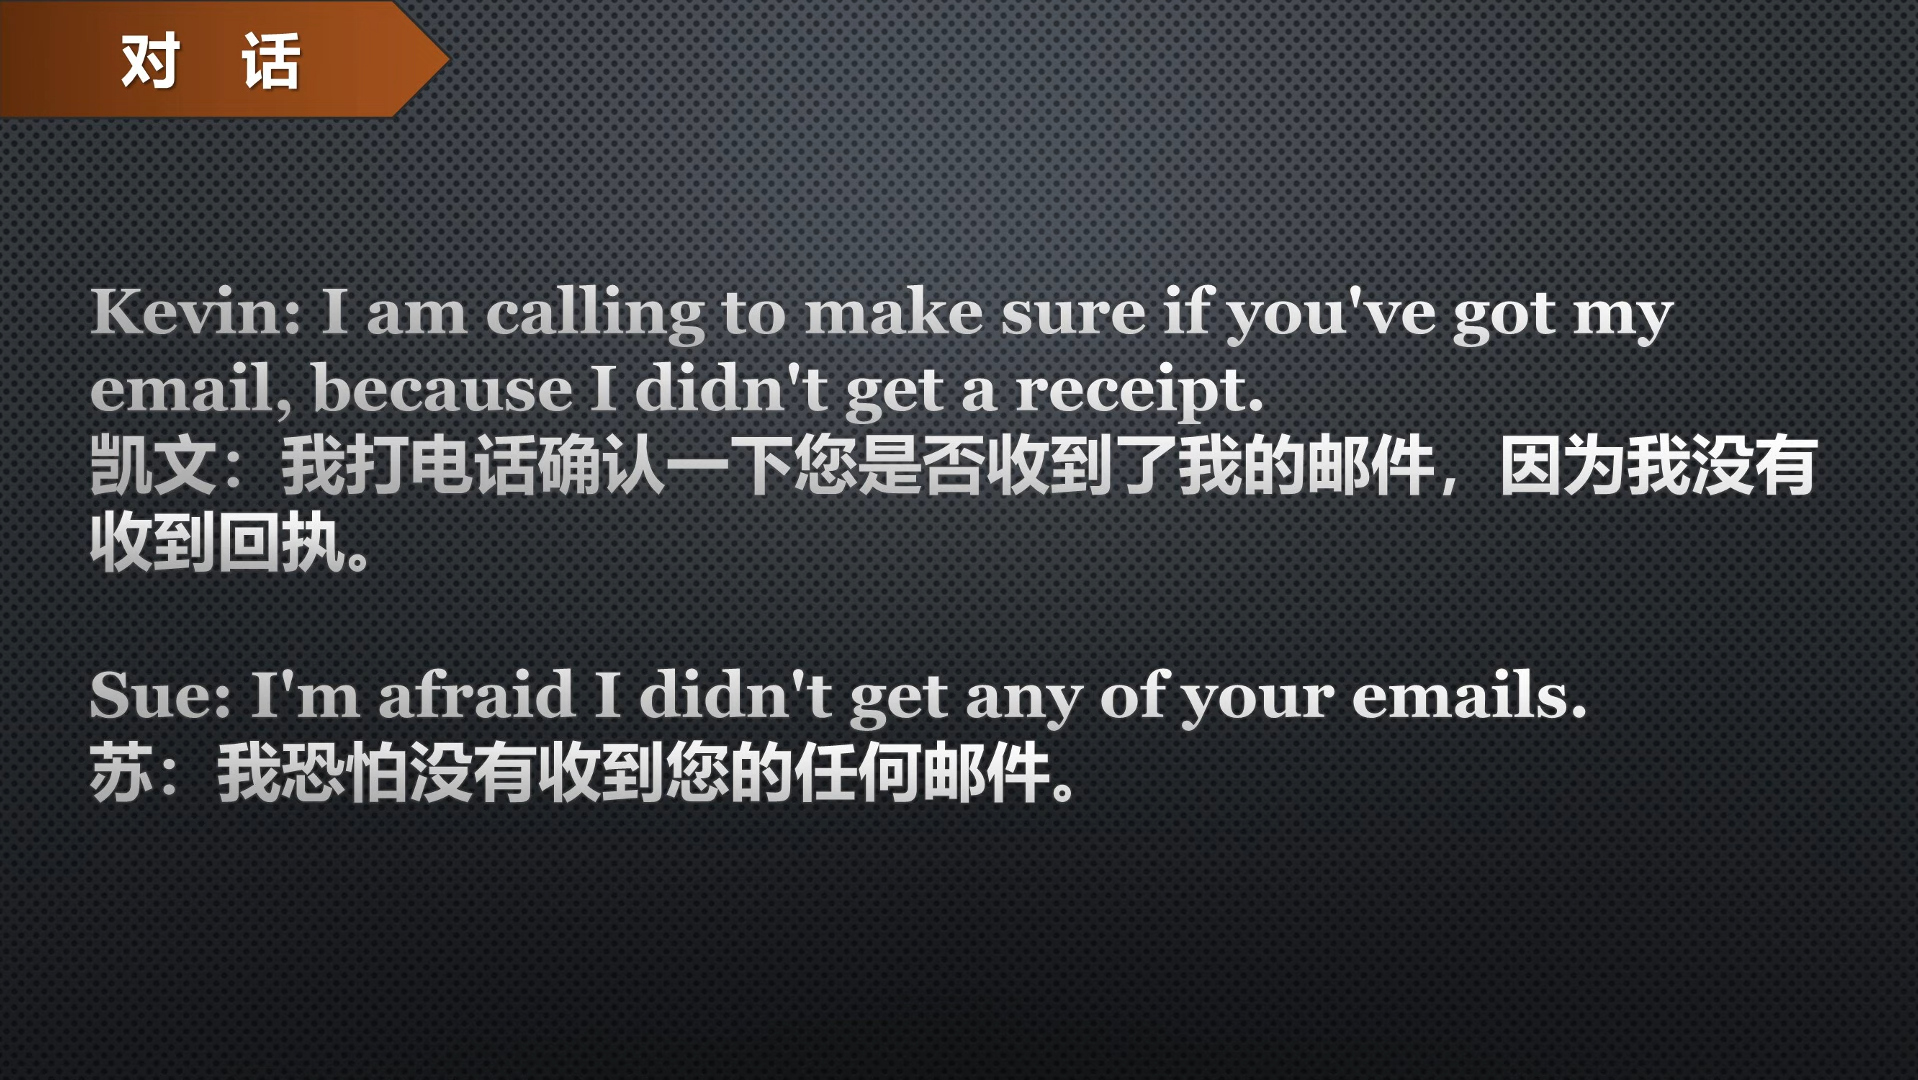 对 话
Kevin: I am calling to make sure if you've got my
email, because I didn't get a receipt.
凯文：我打电话确认一下您是否收到了我的邮件，因为我没有
收到回执。
Sue: I'm afraid I didn't get any of your emails.
苏：我恐怕没有收到您的任何邮件。